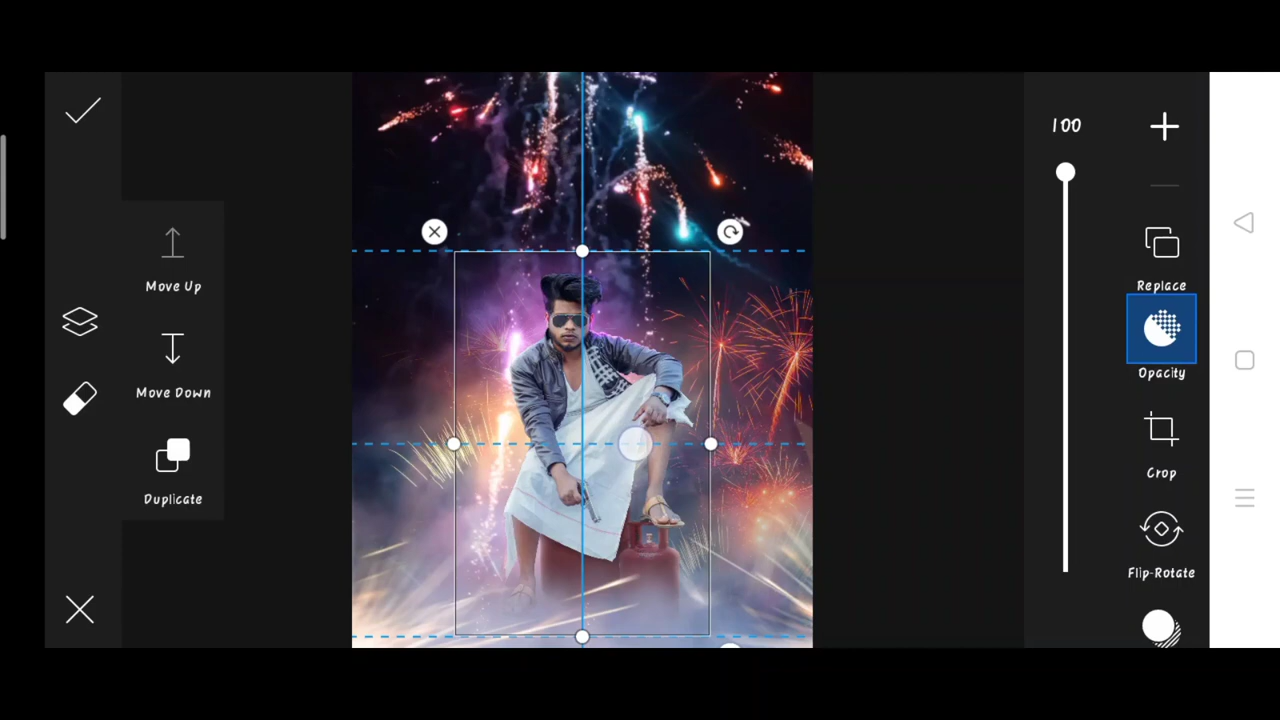 Move Up
Move Down
Duplicate
100
Replace
Opacity
Crop
Flip-Rotate